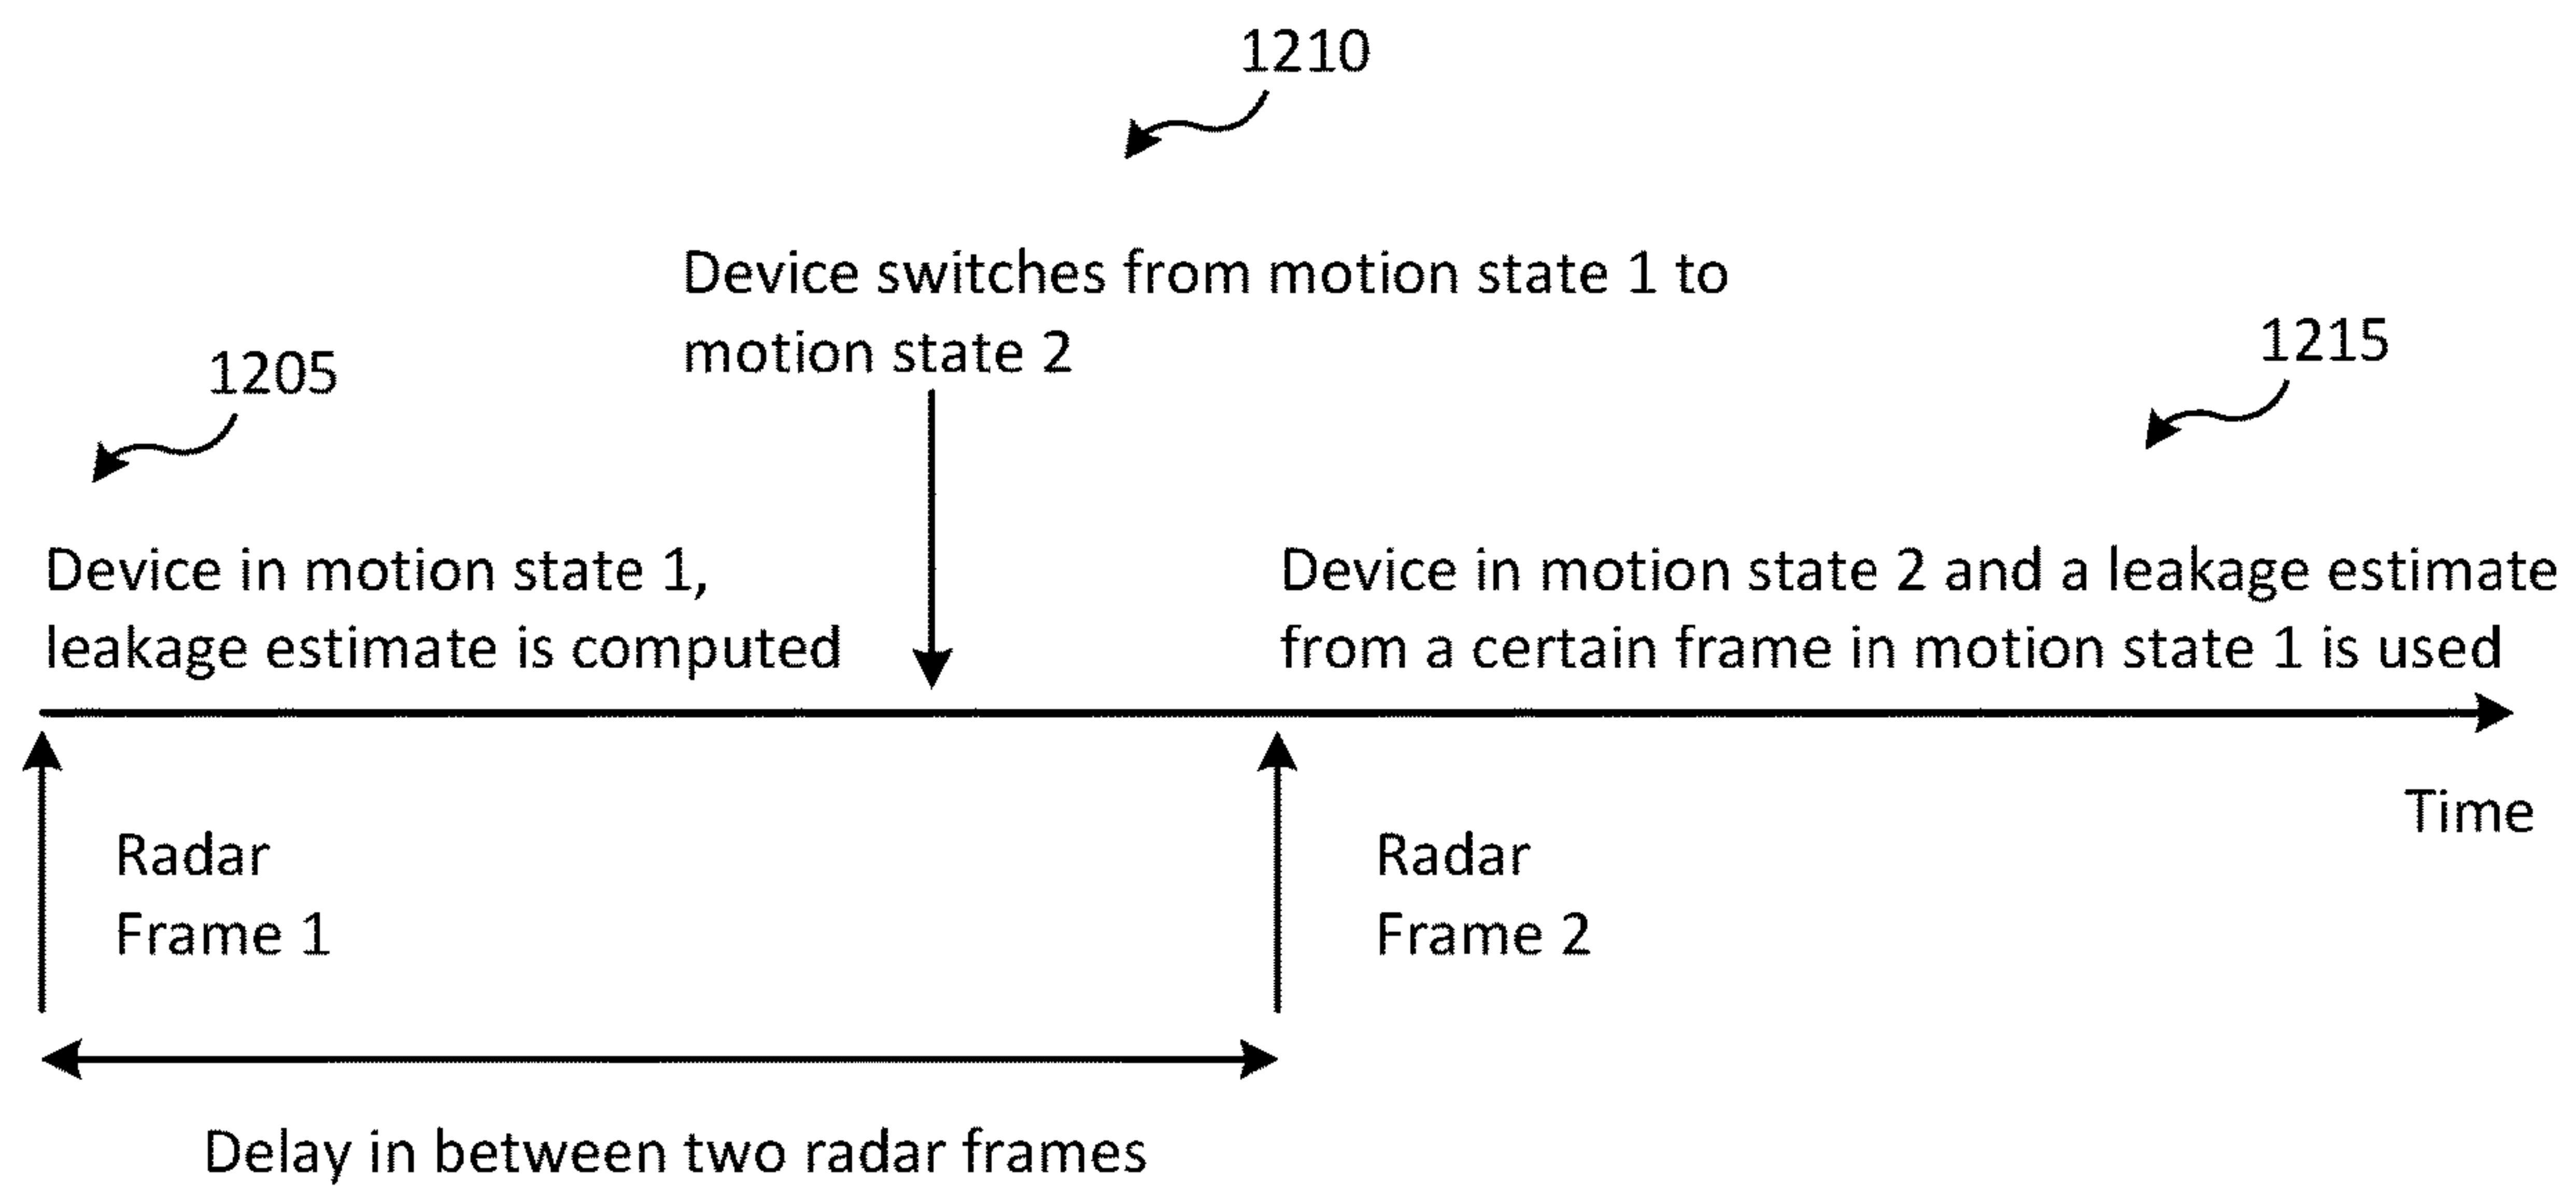 1210
Device switches from motion state 1 to
motion state 2
1205
1215
Device in motion state 1,
leakage estimate is computed
Device in motion state 2 and a leakage estimate
from a certain frame in motion state 1 is used
Time
Radar
Frame 1
Radar
Frame 2
Delay in between two radar frames